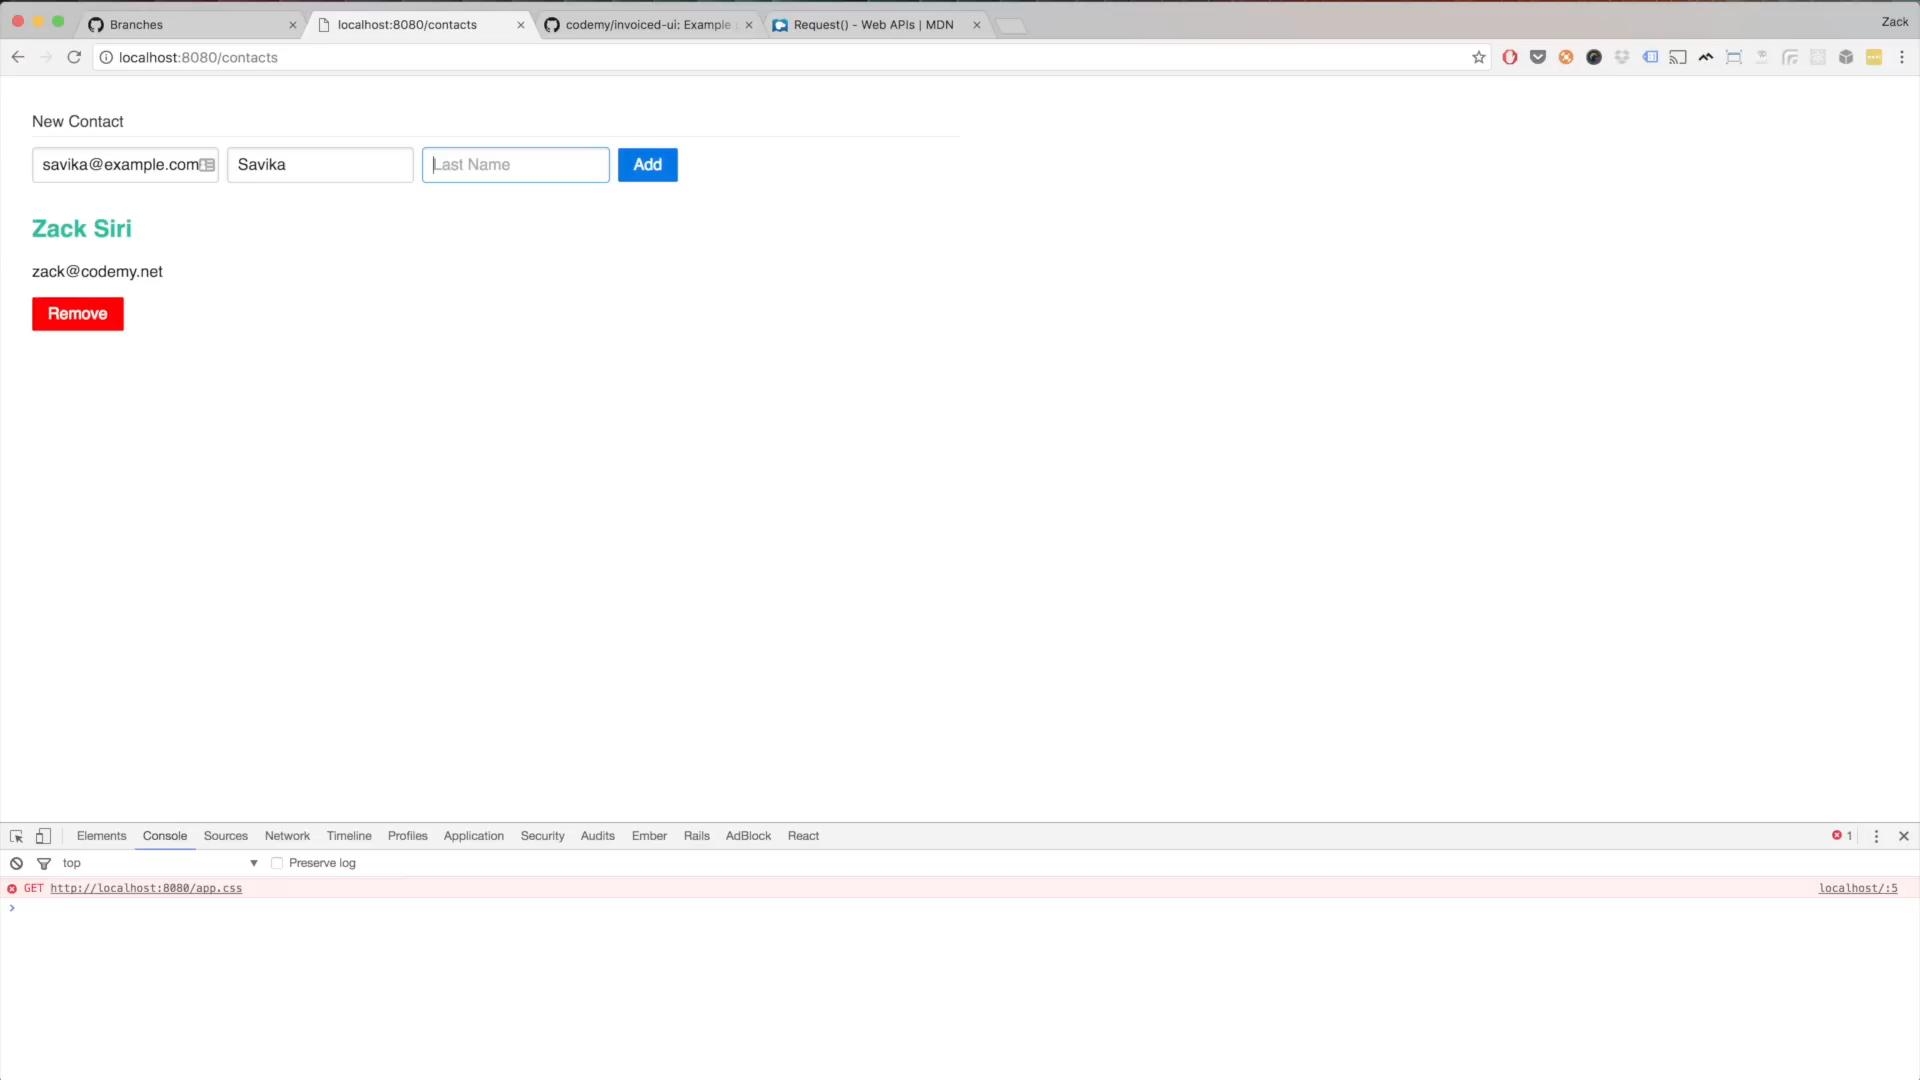 Branches
localhost:8080/contacts
codemy/invoiced-ui: Example
Request() - Web APIs | MDN
Zack
localhost:8080/contacts
New Contact
savika@example.com
Savika
Last Name
Add
Zack Siri
zack@codemy.net
Remove
Elements Console Sources Network Timeline Profiles Application Security Audits Ember Rails AdBlock React
1
top
Preserve log
GET http://localhost:8080/app.css
localhost/:5